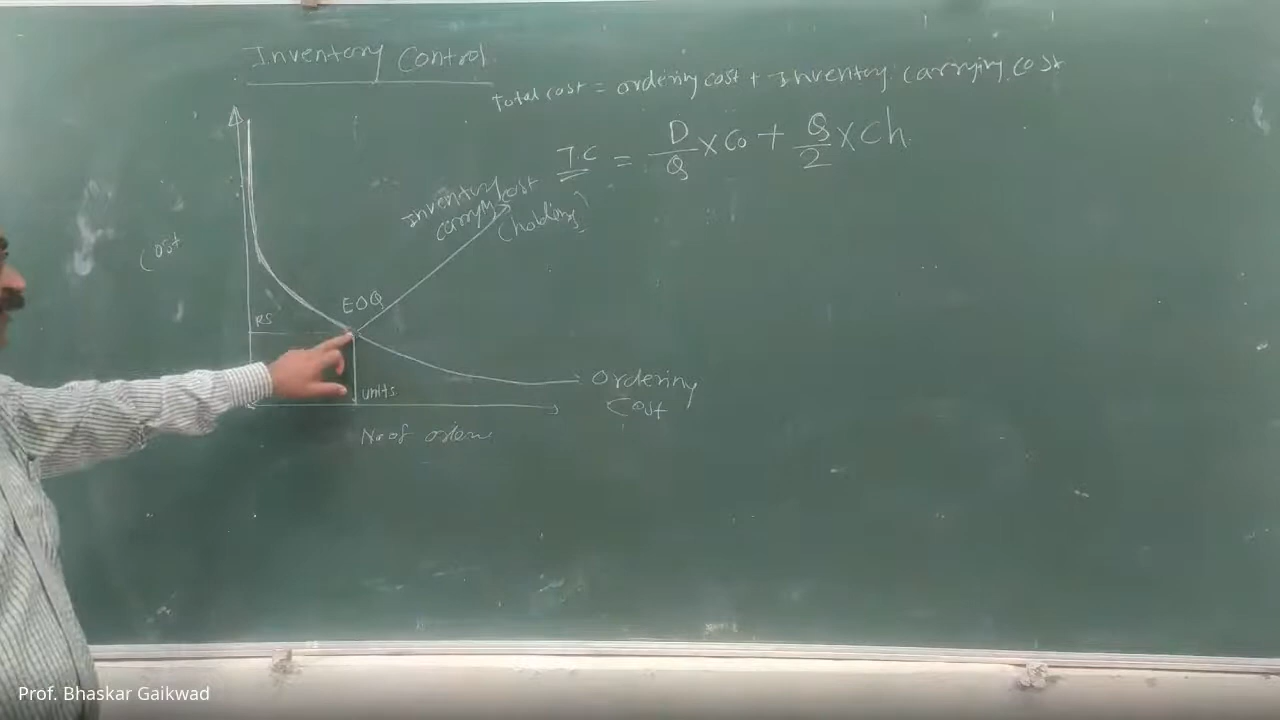 Inventory Control
Total cost = ordering cost + Inventory carrying cost
T.C = D/Q x Co + Q/2 x Ch
Inventory
carrying cost
(holding)
Cost
EOQ
RS
units
Ordering
Cost
No of orders
Prof. Bhaskar Gaikwad